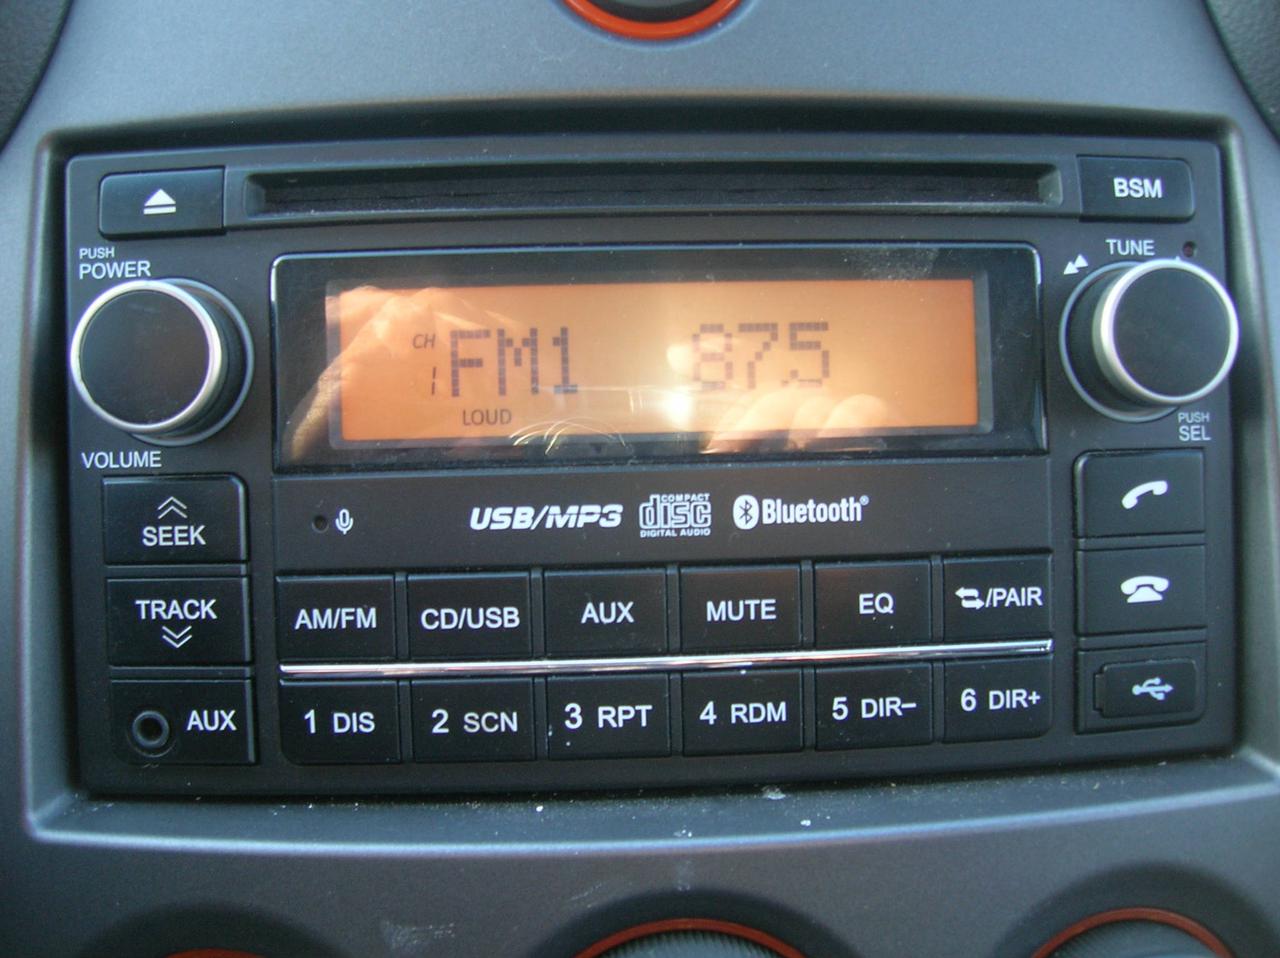 BSM
PUSH
POWER
TUNE
CH FM1 87.5
1
LOUD
PUSH
SEL
VOLUME
SEEK
USB/MP3 COMPACT disc DIGITAL AUDIO Bluetooth®
TRACK
AM/FM CD/USB AUX MUTE EQ /PAIR
AUX
1 DIS 2 SCN 3 RPT 4 RDM 5 DIR− 6 DIR+